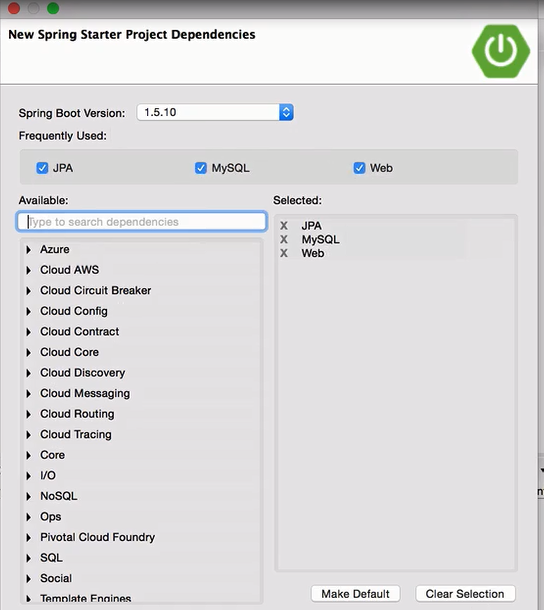 New Spring Starter Project Dependencies
Spring Boot Version: 1.5.10
Frequently Used:
JPA MySQL Web
Available: Selected:
Type to search dependencies
X JPA
X MySQL
X Web
Azure
Cloud AWS
Cloud Circuit Breaker
Cloud Config
Cloud Contract
Cloud Core
Cloud Discovery
Cloud Messaging
Cloud Routing
Cloud Tracing
Core
I/O
NoSQL
Ops
Pivotal Cloud Foundry
SQL
Social
Template Engines
Make Default Clear Selection